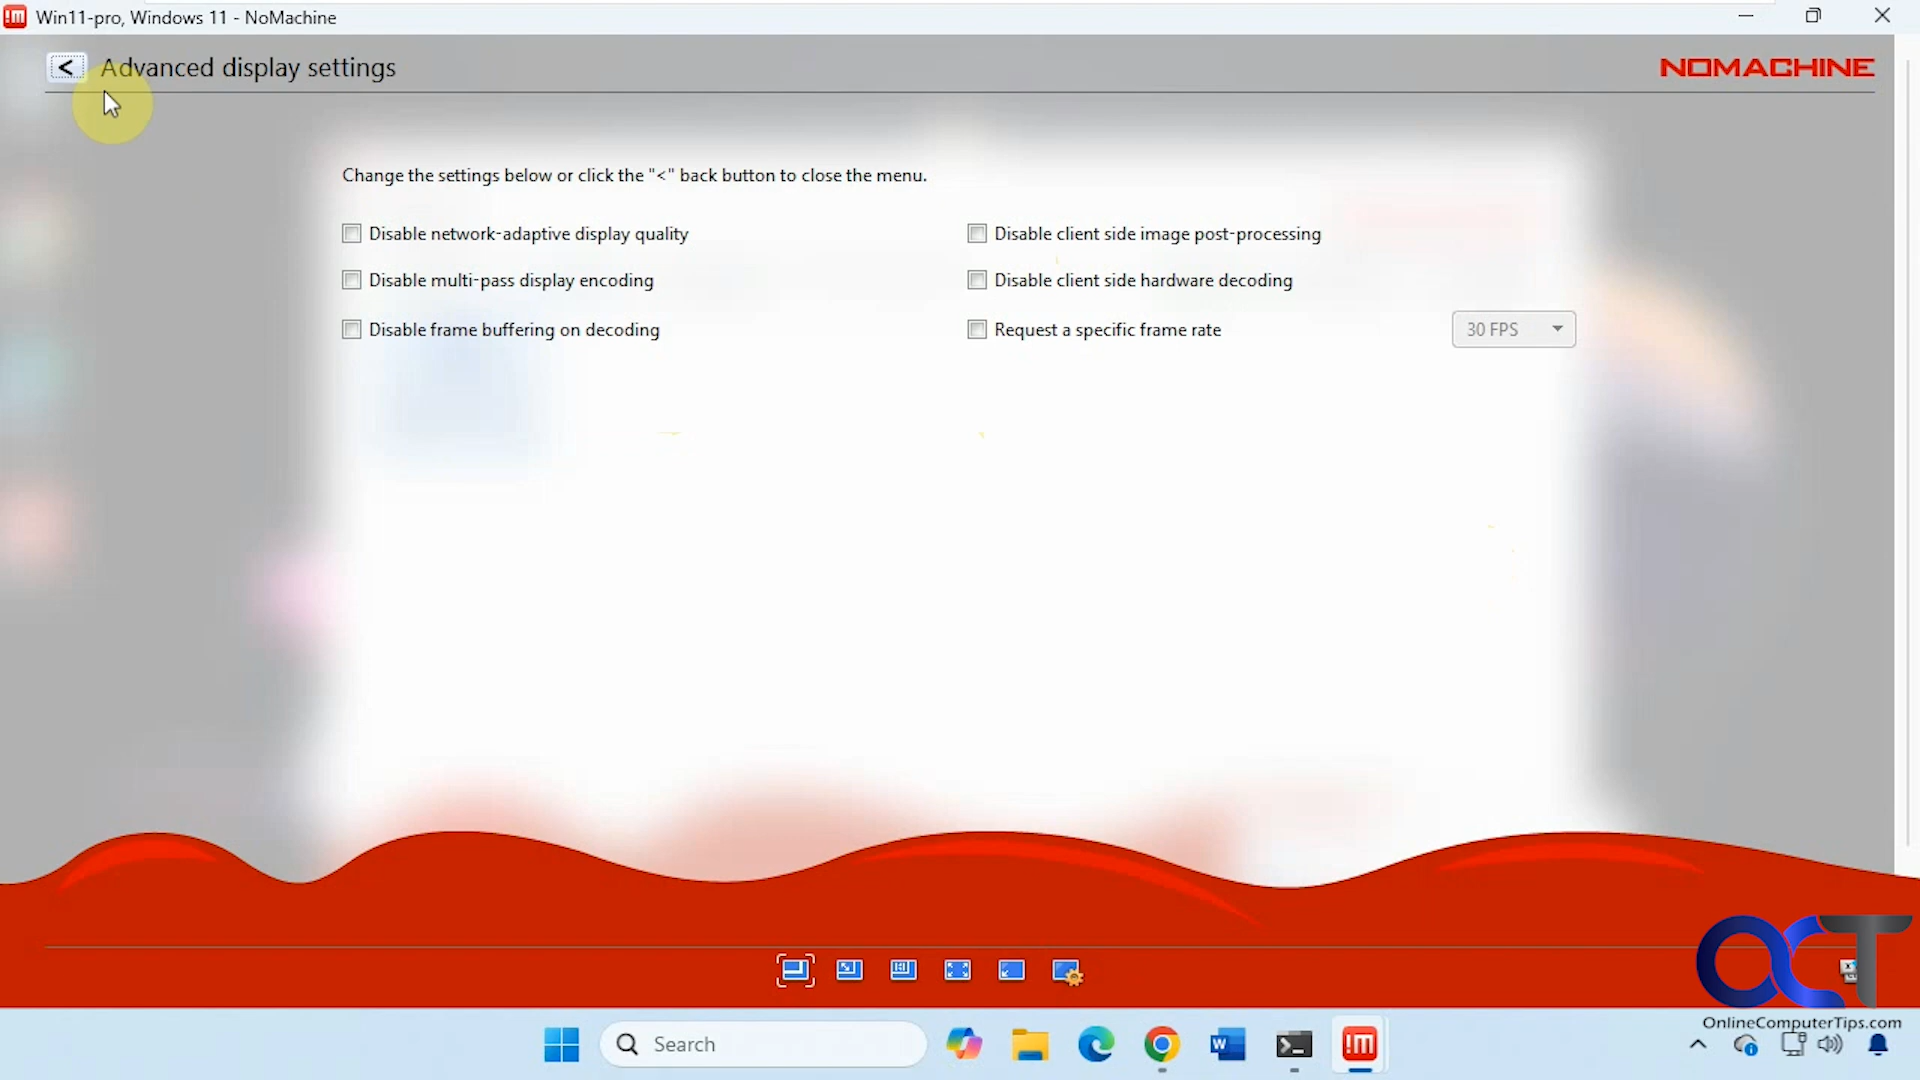 Win11-pro, Windows 11 - NoMachine
< Advanced display settings
NOMACHINE
Change the settings below or click the "<" back button to close the menu.
Disable network-adaptive display quality
Disable client side image post-processing
Disable multi-pass display encoding
Disable client side hardware decoding
Disable frame buffering on decoding
Request a specific frame rate
30 FPS
OCT
OnlineComputerTips.com
Search